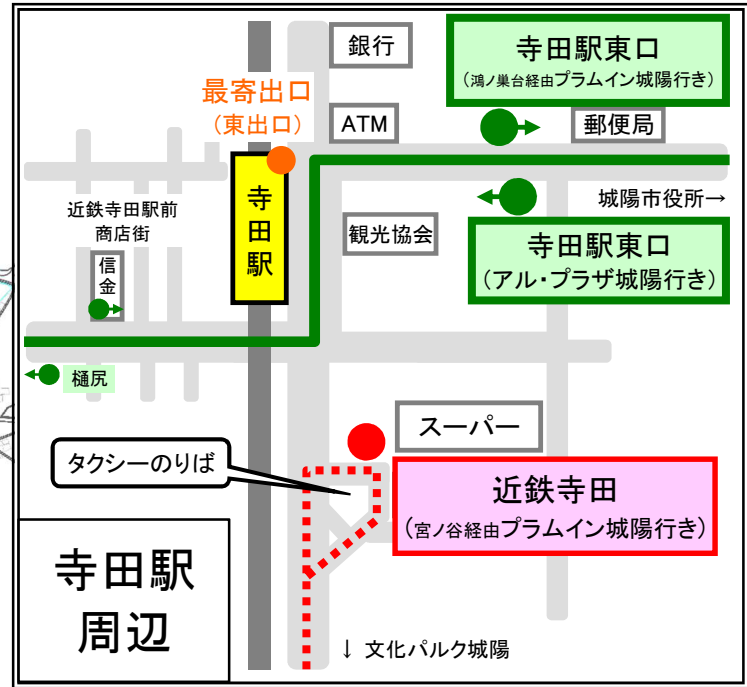 銀行
寺田駅東口
(鴻ノ巣台経由プラムイン城陽行き)
最寄出口
(東出口)
ATM
郵便局
寺田駅
城陽市役所→
近鉄寺田駅前
商店街
観光協会
寺田駅東口
(アル・プラザ城陽行き)
信金
樋尻
スーパー
タクシーのりば
近鉄寺田
(宮ノ谷経由プラムイン城陽行き)
寺田駅
周辺
↓ 文化パルク城陽